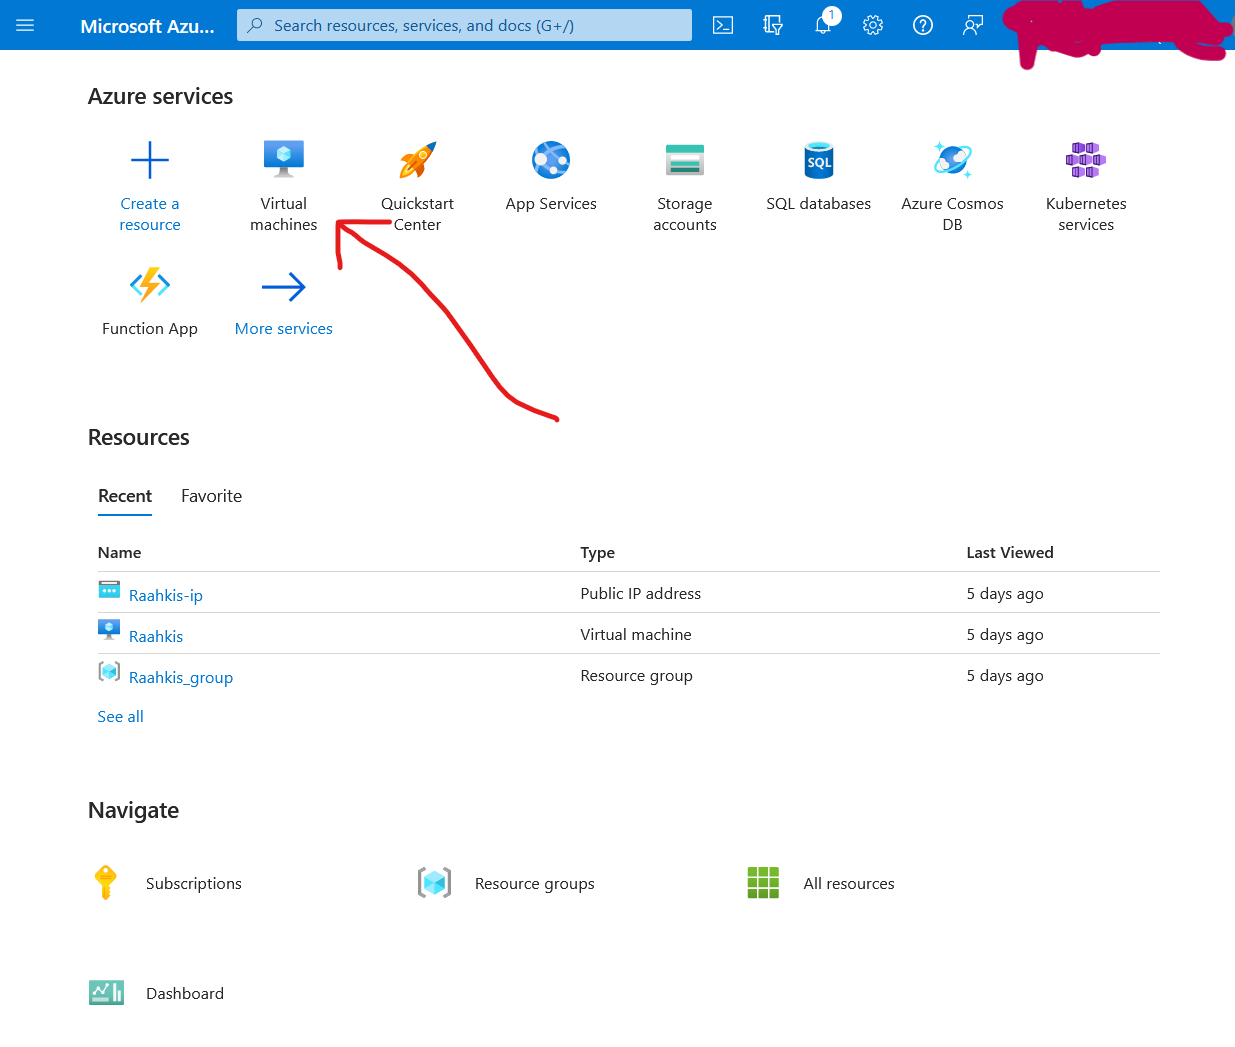 Microsoft Azu... Search resources, services, and docs (G+/) 1
Azure services
Create a resource
Virtual machines
Quickstart Center
App Services
Storage accounts
SQL databases
SQL
Azure Cosmos DB
Kubernetes services
Function App
More services
Resources
Recent Favorite
Name Type Last Viewed
Raahkis-ip Public IP address 5 days ago
Raahkis Virtual machine 5 days ago
Raahkis_group Resource group 5 days ago
See all
Navigate
Subscriptions Resource groups All resources
Dashboard